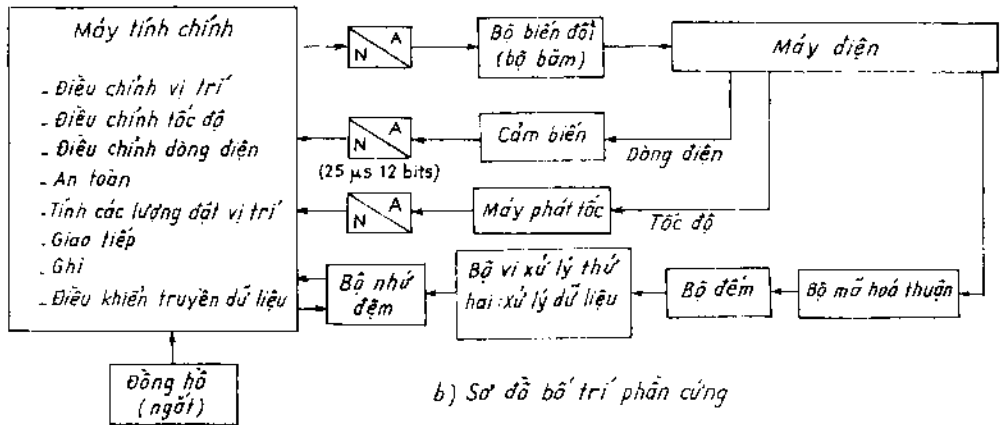 Máy tính chính
- Điều chỉnh vị trí
- Điều chỉnh tốc độ
- Điều chỉnh dòng điện
- An toàn
- Tính các lượng đặt vị trí
- Giao tiếp
- Ghi
- Điều khiển truyền dữ liệu
Đồng hồ
(ngắt)
N A
Bộ biến đổi
(bộ băm)
Máy điện
N A
(25 µs 12 bits)
Cảm biến
Dòng điện
N A
Máy phát tốc
Tốc độ
Bộ nhứ
đệm
Bộ vi xử lý thứ
hai: xử lý dữ liệu
Bộ đếm
Bộ mã hoá thuận
b) Sơ đồ bố trí phần cứng